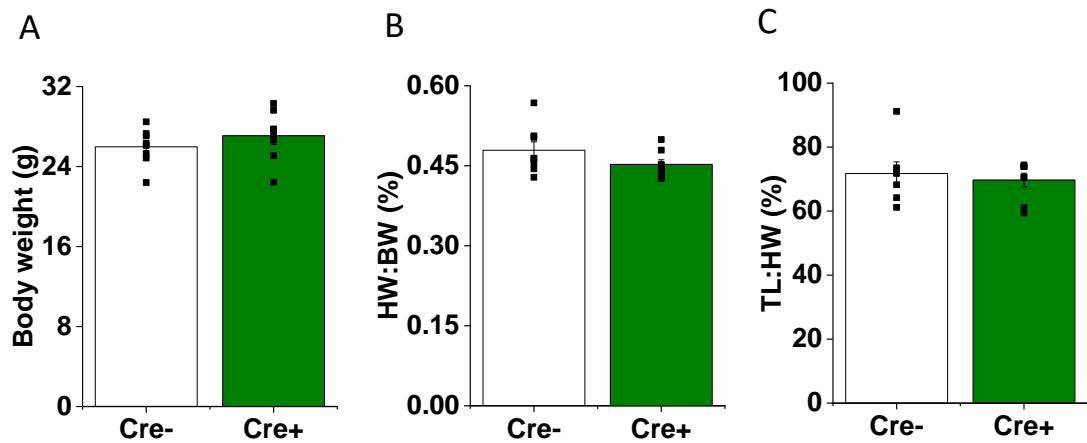 A
Body weight (g)
32
24
16
8
0
Cre-
Cre+
B
HW:BW (%)
0.60
0.45
0.30
0.15
0.00
Cre-
Cre+
C
TL:HW (%)
100
80
60
40
20
0
Cre-
Cre+